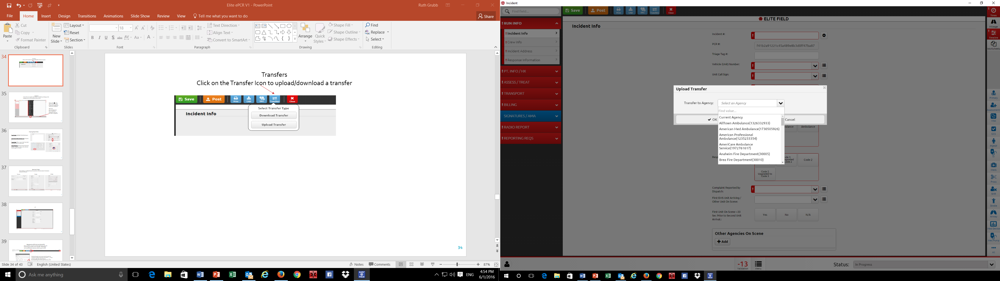 Elite ePCR V1 - PowerPoint
Ruth Grubb
File Home Insert Design Transitions Animations Slide Show Review View Tell me what you want to do
Share
Paste
Cut
Copy
Format Painter
Clipboard
New Slide
Layout
Reset
Section
Slides
18
B I U S abc AV Aa A
Font
Text Direction
Align Text
Convert to SmartArt
Paragraph
Arrange
Quick Styles
Shape Fill
Shape Outline
Shape Effects
Drawing
Find
Replace
Select
Editing
34
35
36
37
38
39
Transfers
Click on the Transfer Icon to upload/download a transfer
Save Post Print CAD EKG Transfers Close
Select Transfer Type
Incident Info
Download Transfer
Upload Transfer
34
Slide 34 of 43 English (United States)
Notes Comments 87%
Ask me anything
ENG
4:54 PM
6/1/2016
Incident
Find field...
Save Post Print CAD EKG Transfers Close
ELITE FIELD
! RUN INFO
! Incident Info
! Crew Info
! Incident Address
! Response Information
! PT. INFO / HX
! ASSESS / TREAT
! TRANSPORT
! BILLING
SIGNATURES / AMA
! RADIO REPORT
! REPORTING REQS
Incident Info
Incident #:
PCR #: f41b2a91221c45a489e8b3d0ff47ba87
Triage Tag #:
Vehicle (Unit) Number:
Unit Call Sign:
Upload Transfer
Transfer to Agency: Select an Agency
Find value...
Current Agency
AllTown Ambulance(1326332933)
American Med Ambulance(1730505926)
American Professional
Ambulance(1235233354)
AmeriCare Ambulance
Service(1972761617)
Anaheim Fire Department(30005)
Brea Fire Department(30010)
OK
Cancel
Ambulance
Code 2
Code 2
Upgraded to
Code 3
Complaint Reported by
Dispatch:
First EMS Unit Arriving /
Other Unit On Scene:
First Unit On Scene >30
Sec Prior to Second Unit
Arrival.:
Yes No N/A
Other Agencies On Scene
Add
-13
Validation
Menu
Status: In Progress
Times
Mileage
Timeline
Worksheets
Primary
Assessment
Vital
GCS
PQRST
IV
Meds
Procs
SMR
Stroke
Airway
Med Device
Med Pump
All
ELITE
FIELD